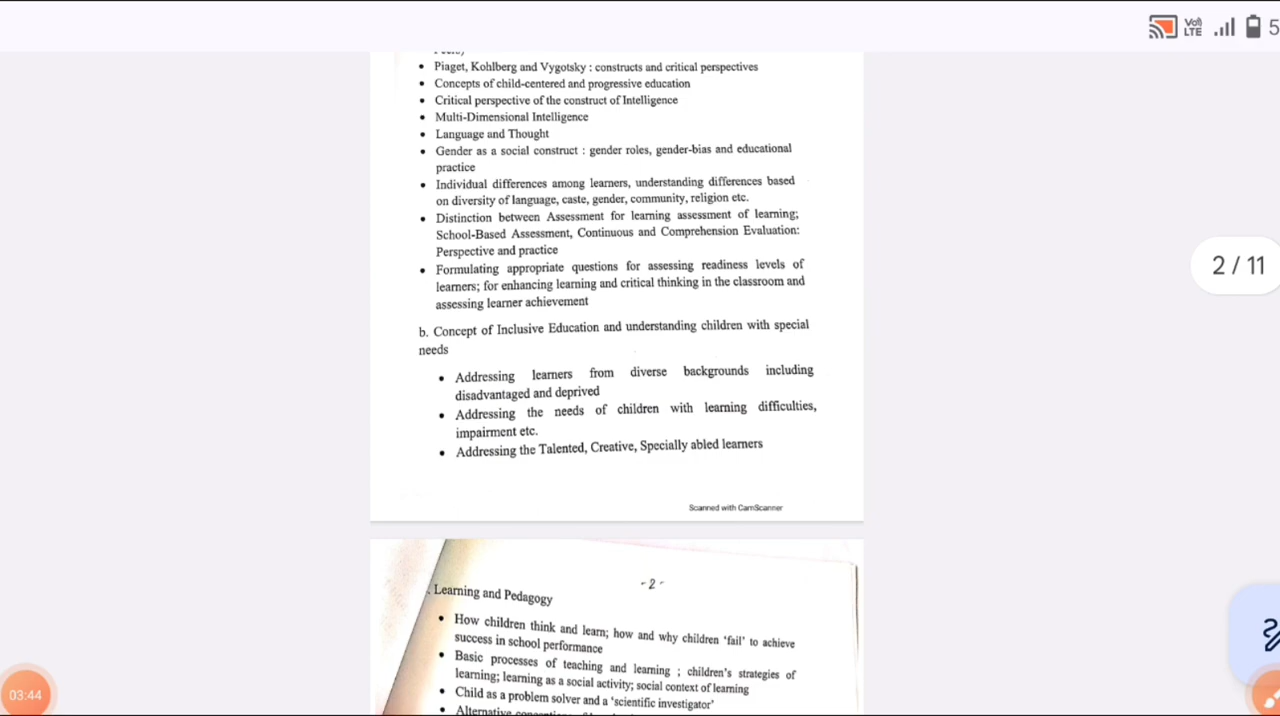 Vo))
LTE
5
• Piaget, Kohlberg and Vygotsky : constructs and critical perspectives
• Concepts of child-centered and progressive education
• Critical perspective of the construct of Intelligence
• Multi-Dimensional Intelligence
• Language and Thought
• Gender as a social construct : gender roles, gender-bias and educational
practice
• Individual differences among learners, understanding differences based
on diversity of language, caste, gender, community, religion etc.
• Distinction between Assessment for learning assessment of learning;
School-Based Assessment, Continuous and Comprehension Evaluation:
Perspective and practice
• Formulating appropriate questions for assessing readiness levels of
learners; for enhancing learning and critical thinking in the classroom and
assessing learner achievement
2 / 11
b. Concept of Inclusive Education and understanding children with special
needs
• Addressing learners from diverse backgrounds including
disadvantaged and deprived
• Addressing the needs of children with learning difficulties,
impairment etc.
• Addressing the Talented, Creative, Specially abled learners
Scanned with CamScanner
-2-
. Learning and Pedagogy
• How children think and learn; how and why children 'fail' to achieve
success in school performance
• Basic processes of teaching and learning ; children's strategies of
learning; learning as a social activity; social context of learning
• Child as a problem solver and a 'scientific investigator'
• Alternative
03:44